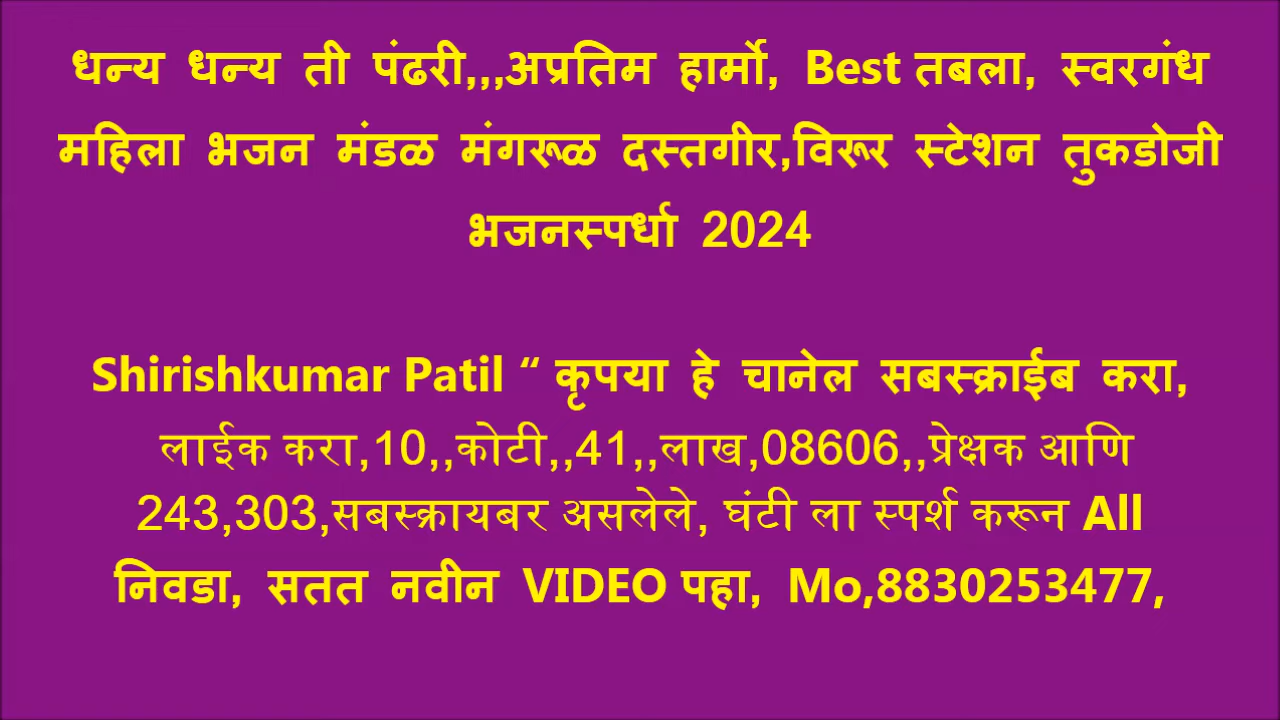 धन्य धन्य ती पंढरी,,,अप्रतिम हार्मो, Best तबला, स्वरगंध
महिला भजन मंडळ मंगरूळ दस्तगीर,विरूर स्टेशन तुकडोजी
भजनस्पर्धा 2024
Shirishkumar Patil “ कृपया हे चानेल सबस्क्राईब करा,
लाईक करा,10,,कोटी,,41,,लाख,08606,,प्रेक्षक आणि
243,303,सबस्क्रायबर असलेले, घंटी ला स्पर्श करून All
निवडा, सतत नवीन VIDEO पहा, Mo,8830253477,